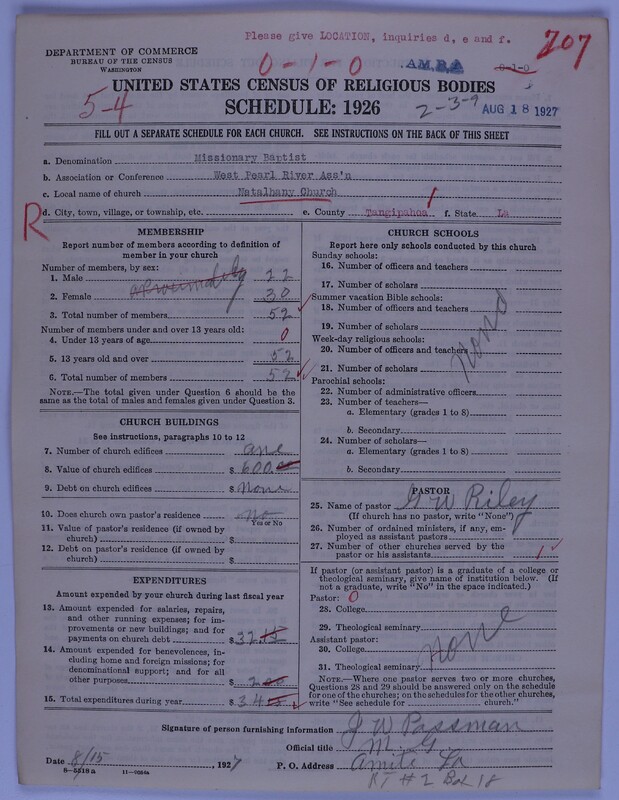 Please give LOCATION, inquiries d, e and f.
707
DEPARTMENT OF COMMERCE
BUREAU OF THE CENSUS
WASHINGTON
0-1-0
A.M.B.A
0-1-0
UNITED STATES CENSUS OF RELIGIOUS BODIES
5-4
SCHEDULE: 1926
2-3-9
AUG 18 1927
FILL OUT A SEPARATE SCHEDULE FOR EACH CHURCH. SEE INSTRUCTIONS ON THE BACK OF THIS SHEET
a. Denomination Missionary Baptist
b. Association or Conference West Pearl River Ass'n
c. Local name of church Natalhany Church
R
d. City, town, village, or township, etc. e. County Tangipahoa f. State La
MEMBERSHIP
Report number of members according to definition of
member in your church
Number of members, by sex:
1. Male 22
2. Female 30
3. Total number of members 52
Number of members under and over 13 years old:
4. Under 13 years of age 0
5. 13 years old and over 52
6. Total number of members 52
NOTE.—The total given under Question 6 should be the
same as the total of males and females given under Question 3.
CHURCH BUILDINGS
See instructions, paragraphs 10 to 12
7. Number of church edifices one
8. Value of church edifices $ 600.00
9. Debt on church edifices $ None
10. Does church own pastor's residence No
Yes or No
11. Value of pastor's residence (if owned by
church) $
12. Debt on pastor's residence (if owned by
church) $
EXPENDITURES
Amount expended by your church during last fiscal year
13. Amount expended for salaries, repairs,
and other running expenses; for im-
provements or new buildings; and for
payments on church debt $
14. Amount expended for benevolences, in-
cluding home and foreign missions; for
denominational support; and for all
other purposes $
15. Total expenditures during year $
CHURCH SCHOOLS
Report here only schools conducted by this church
Sunday schools:
16. Number of officers and teachers
17. Number of scholars
Summer vacation Bible schools:
18. Number of officers and teachers
19. Number of scholars
Week-day religious schools:
20. Number of officers and teachers
21. Number of scholars
None
Parochial schools:
22. Number of administrative officers
23. Number of teachers—
a. Elementary (grades 1 to 8)
b. Secondary
24. Number of scholars—
a. Elementary (grades 1 to 8)
b. Secondary
PASTOR
25. Name of pastor G W Riley
(If church has no pastor, write "None")
26. Number of ordained ministers, if any, em-
ployed as assistant pastors
27. Number of other churches served by the
pastor or his assistants 1
If pastor (or assistant pastor) is a graduate of a college or
theological seminary, give name of institution below. (If
not a graduate, write "No" in the space indicated.)
Pastor: 0
28. College
29. Theological seminary
Assistant pastor:
30. College
31. Theological seminary
None
NOTE.—Where one pastor serves two or more churches,
Questions 28 and 29 should be answered only on the schedule
for one of the churches; on the schedules for the other churches,
write "See schedule for church."
Signature of person furnishing information J W Passman
Official title
Date 8/15, 1927 P. O. Address Amite La
RT #2 Box 18
8-5518a 11-9554a